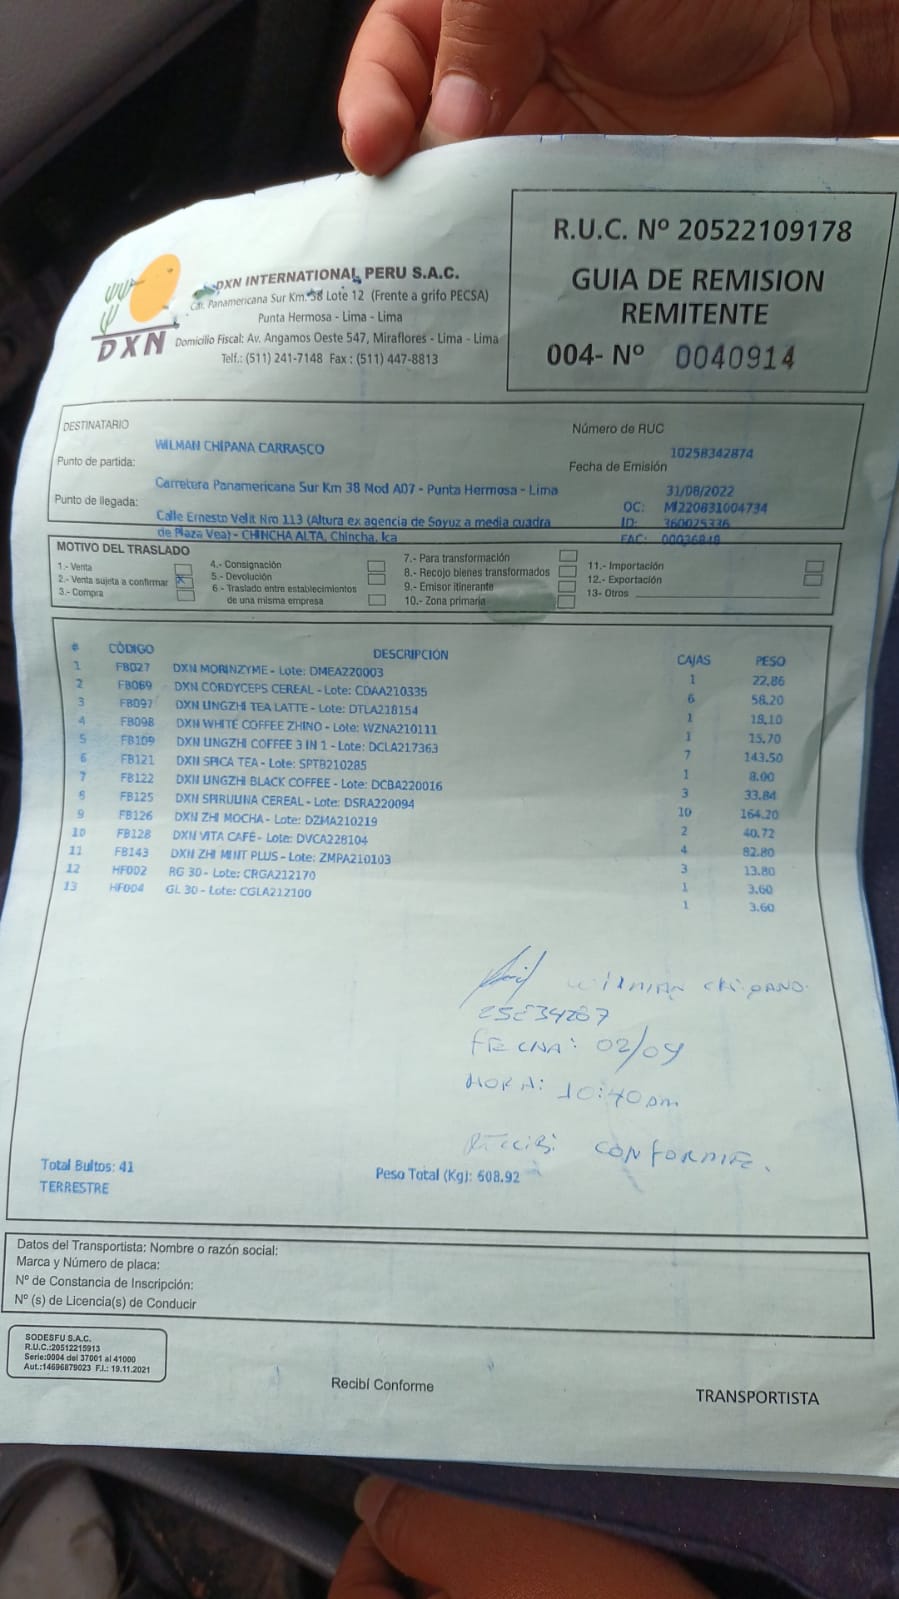 R.U.C. Nº 20522109178
GUIA DE REMISION
REMITENTE
004- Nº 0040914
DXN
DXN INTERNATIONAL PERU S.A.C.
Car. Panamericana Sur Km. 38 Lote 12 (Frente a grifo PECSA)
Punta Hermosa - Lima - Lima
Domicilio Fiscal: Av. Angamos Oeste 547, Miraflores - Lima - Lima
Telf.: (511) 241-7148 Fax : (511) 447-8813
DESTINATARIO
WILMAN CHIPANA CARRASCO
Número de RUC
10258342874
Punto de partida:
Carretera Panamericana Sur Km 38 Mod A07 - Punta Hermosa - Lima
Fecha de Emisión
31/08/2022
Punto de llegada:
Calle Ernesto Velit Nro 113 (Altura ex agencia de Soyuz a media cuadra
de Plaza Vea) - CHINCHA ALTA, Chincha, Ica
OC: MI220831004734
ID: 360025336
FAC: 00036848
MOTIVO DEL TRASLADO
1.- Venta
2.- Venta sujeta a confirmar X
3.- Compra
4.- Consignación
5.- Devolución
6.- Traslado entre establecimientos
de una misma empresa
7.- Para transformación
8.- Recojo bienes transformados
9.- Emisor itinerante
10.- Zona primaria
11.- Importación
12.- Exportación
13- Otros
# CÓDIGO DESCRIPCIÓN CAJAS PESO
1 FB027 DXN MORINZYME - Lote: DMEA220003 1 22.86
2 FB069 DXN CORDYCEPS CEREAL - Lote: CDAA210335 6 58.20
3 FB097 DXN LINGZHI TEA LATTE - Lote: DTLA218154 1 18.10
4 FB098 DXN WHITE COFFEE ZHINO - Lote: WZNA210111 1 15.70
5 FB109 DXN LINGZHI COFFEE 3 IN 1 - Lote: DCLA217363 7 143.50
6 FB121 DXN SPICA TEA - Lote: SPTB210285 1 8.00
7 FB122 DXN LINGZHI BLACK COFFEE - Lote: DCBA220016 3 33.84
8 FB125 DXN SPIRULINA CEREAL - Lote: DSRA220094 10 164.20
9 FB126 DXN ZHI MOCHA - Lote: DZMA210219 2 40.72
10 FB128 DXN VITA CAFÉ - Lote: DVCA228104 4 82.80
11 FB143 DXN ZHI MINT PLUS - Lote: ZMPA210103 3 13.80
12 HF002 RG 30 - Lote: CRGA212170 1 3.60
13 HF004 GL 30 - Lote: CGLA212100 1 3.60
WILMAN CHIPANA
FECHA: 02/09
HORA: 10:40 am
RECIBI CONFORME.
Total Bultos: 41
Peso Total (Kg): 608.92
TERRESTRE
Datos del Transportista: Nombre o razón social:
Marca y Número de placa:
Nº de Constancia de Inscripción:
Nº (s) de Licencia(s) de Conducir
SODESFU S.A.C.
R.U.C.:20512215913
Serie:0004 del 37001 al 41000
Aut.:14696879023 F.I.: 19.11.2021
Recibí Conforme
TRANSPORTISTA